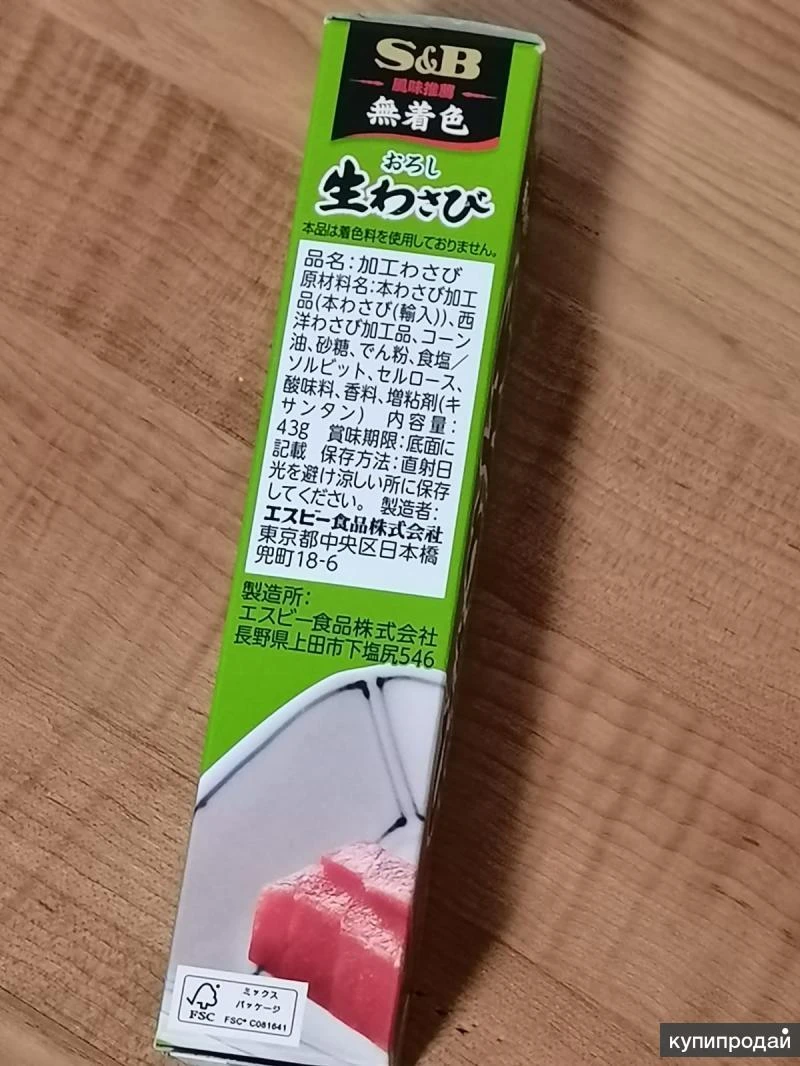 S&B
風味推薦
無着色
おろし
生わさび
本品は着色料を使用しておりません。
品名:加工わさび
原材料名:本わさび加工
品(本わさび(輸入))、西
洋わさび加工品、コーン
油、砂糖、でん粉、食塩/
ソルビット、セルロース、
酸味料、香料、増粘剤(キ
サンタン) 内容量:
43g 賞味期限:底面に
記載 保存方法:直射日
光を避け涼しい所に保存
してください。 製造者:
エスビー食品株式会社
東京都中央区日本橋
兜町18-6
製造所:
エスビー食品株式会社
長野県上田市下塩尻546
ミックス
パッケージ
FSC FSC® C081641
купипродай